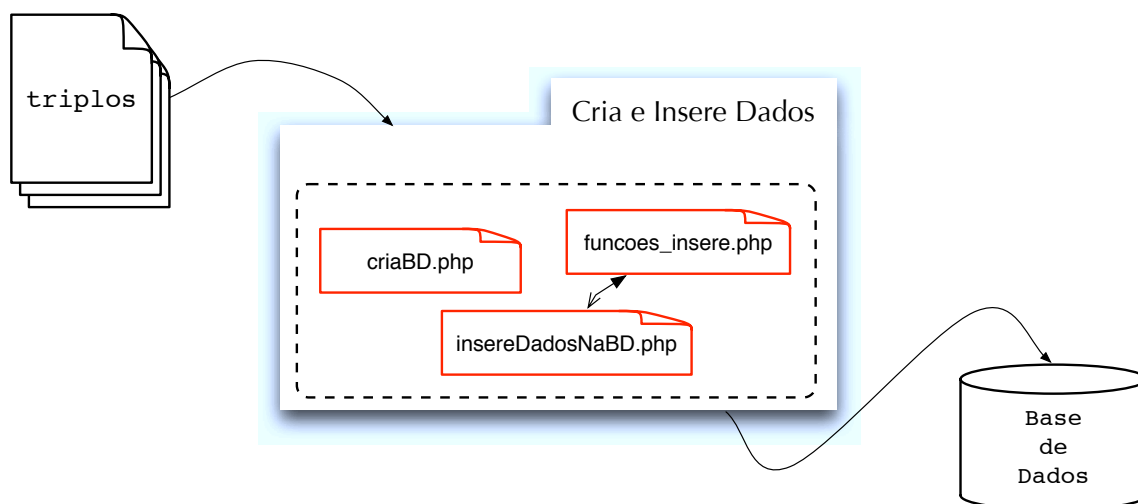 triplos
Cria e Insere Dados
criaBD.php
funcoes_insere.php
insereDadosNaBD.php
Base
de
Dados